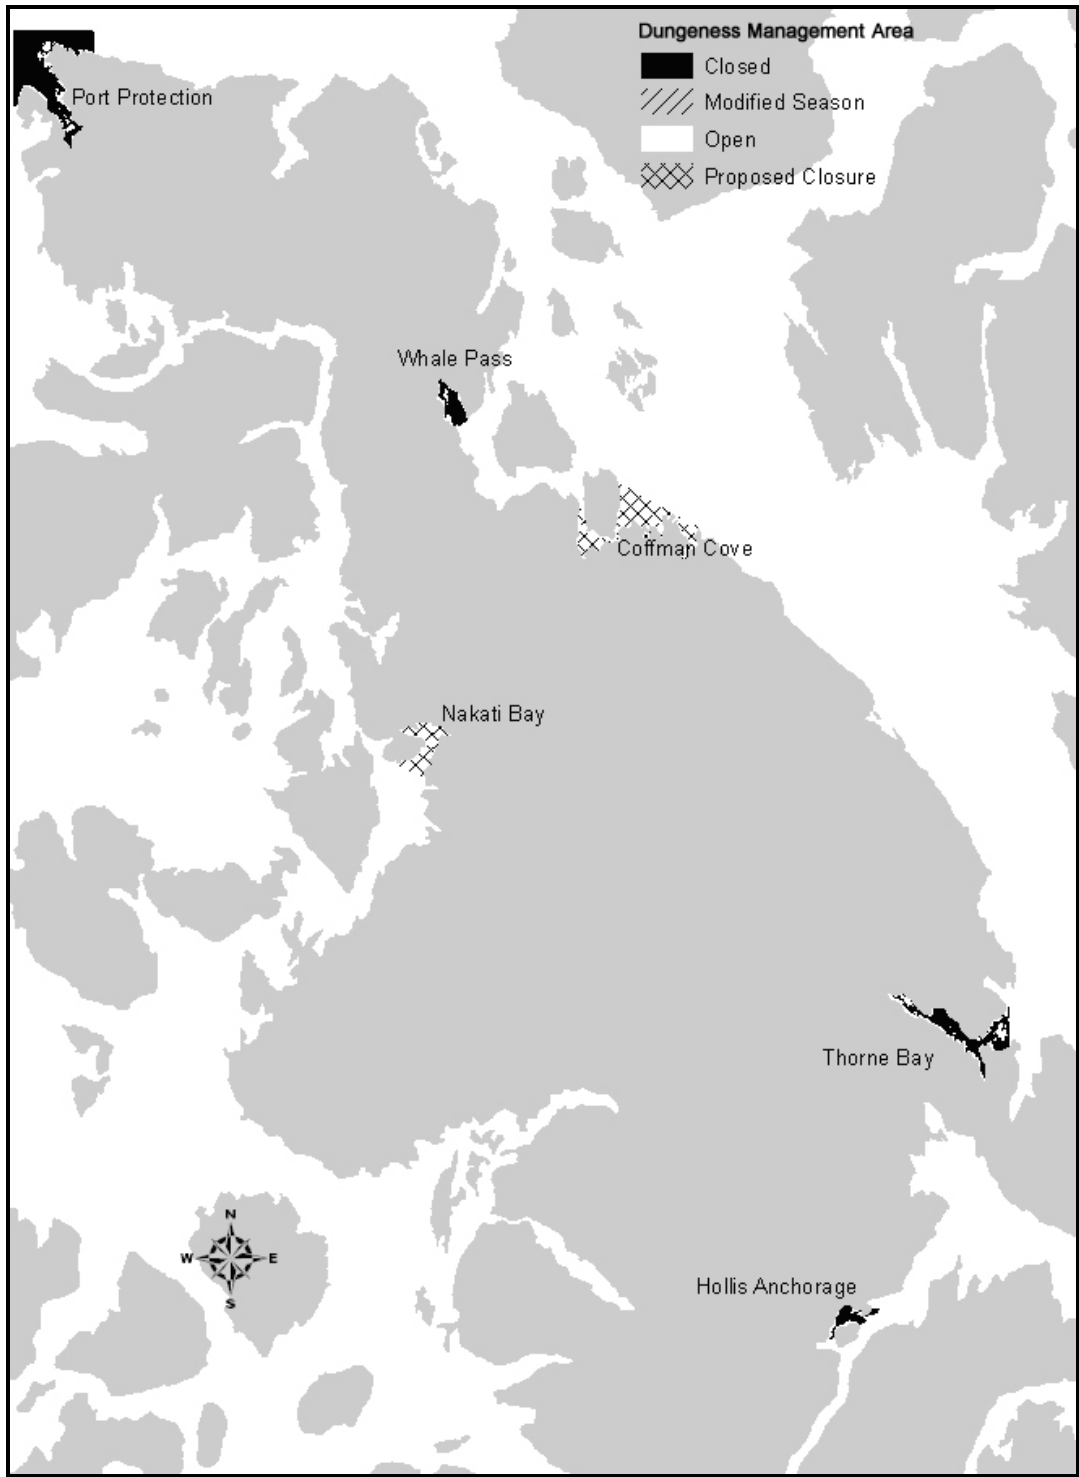 Dungeness Management Area
Closed
Modified Season
Open
Proposed Closure
Port Protection
Whale Pass
Coffman Cove
Nakati Bay
Thorne Bay
N
W
E
S
Hollis Anchorage